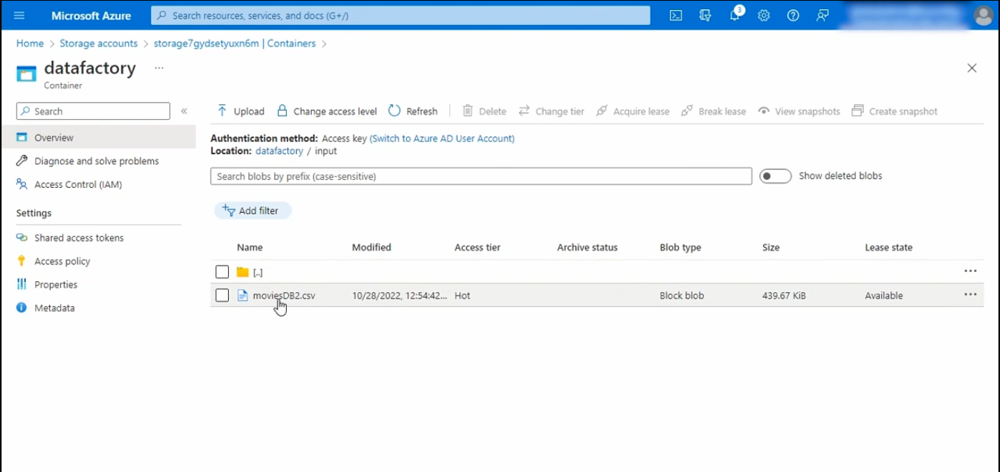 Microsoft Azure Search resources, services, and docs (G+/) 3
Home > Storage accounts > storage7gydsetyuxn6m | Containers >
datafactory ...
Container
Search «
Upload Change access level Refresh Delete Change tier Acquire lease Break lease View snapshots Create snapshot
Overview
Authentication method: Access key (Switch to Azure AD User Account)
Location: datafactory / input
Diagnose and solve problems
Search blobs by prefix (case-sensitive) Show deleted blobs
Access Control (IAM)
Add filter
Settings
Shared access tokens
Access policy
Properties
Metadata
Name Modified Access tier Archive status Blob type Size Lease state
[..] ...
moviesDB2.csv 10/28/2022, 12:54:42... Hot Block blob 439.67 KiB Available ...